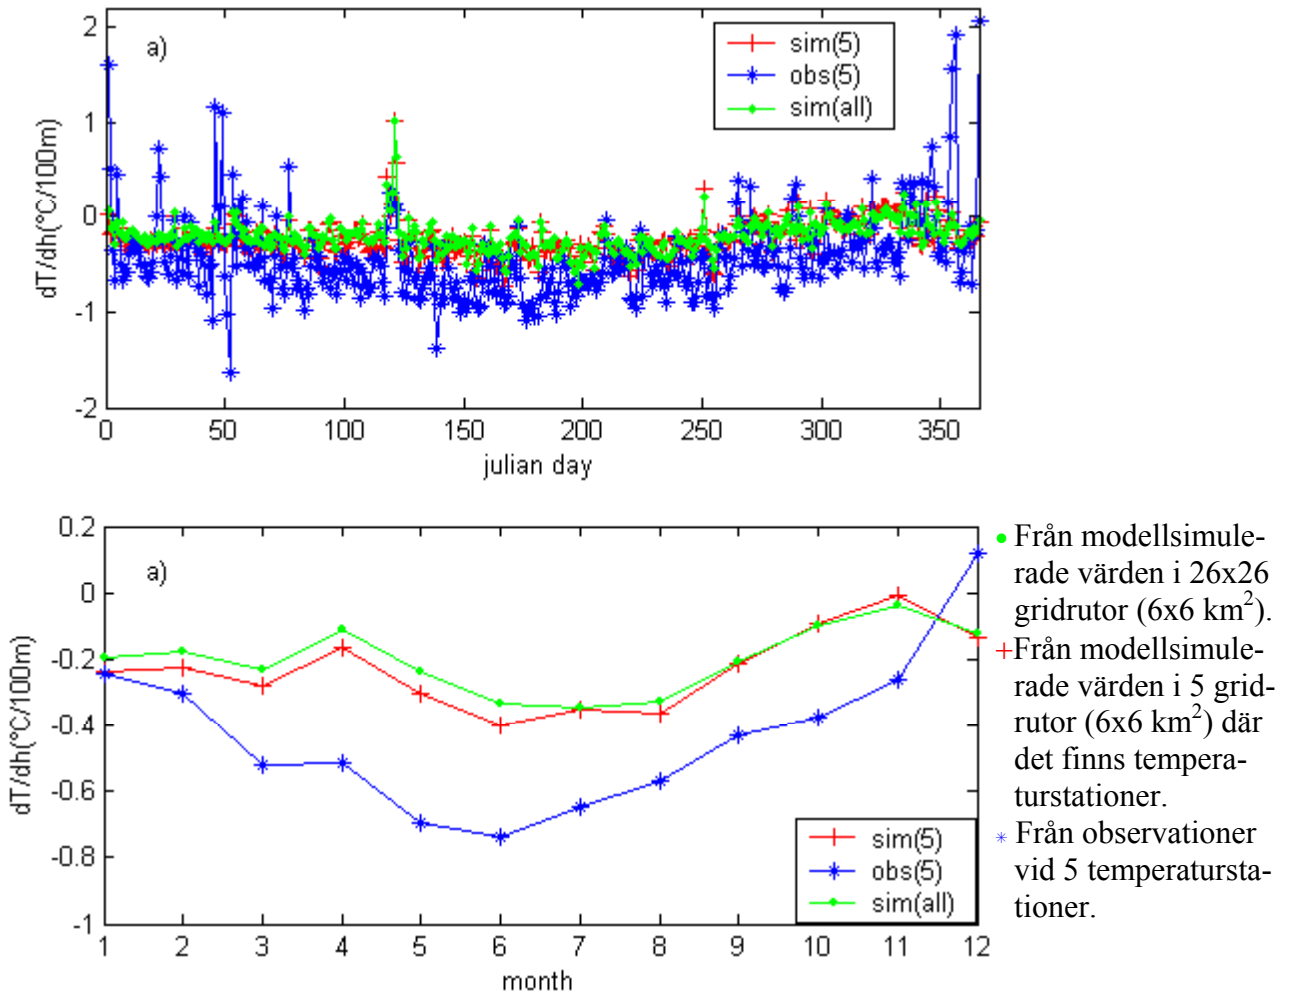 2
1
0
-1
-2
dT/dh(°C/100m)
a)
sim(5)
obs(5)
sim(all)
0 50 100 150 200 250 300 350
julian day
0.2
0
-0.2
-0.4
-0.6
-0.8
-1
dT/dh(°C/100m)
a)
sim(5)
obs(5)
sim(all)
1 2 3 4 5 6 7 8 9 10 11 12
month
Från modellsimule-
rade värden i 26x26
gridrutor (6x6 km²).
Från modellsimule-
rade värden i 5 grid-
rutor (6x6 km²) där
det finns tempera-
turstationer.
Från observationer
vid 5 temperatursta-
tioner.